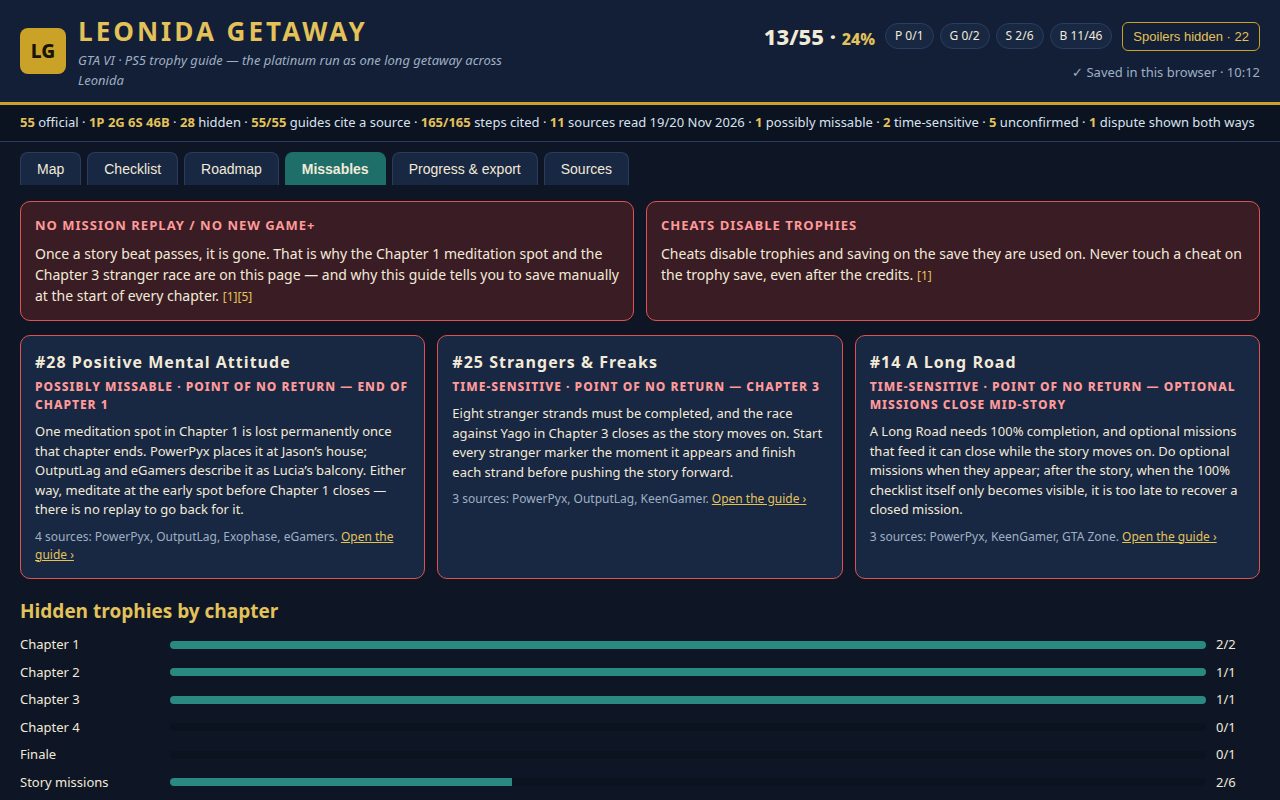 LG
LEONIDA GETAWAY
GTA VI · PS5 trophy guide — the platinum run as one long getaway across
Leonida
13/55 · 24%
P 0/1
G 0/2
S 2/6
B 11/46
Spoilers hidden · 22
✓ Saved in this browser · 10:12
55 official · 1P 2G 6S 46B · 28 hidden · 55/55 guides cite a source · 165/165 steps cited · 11 sources read 19/20 Nov 2026 · 1 possibly missable · 2 time-sensitive · 5 unconfirmed · 1 dispute shown both ways
Map
Checklist
Roadmap
Missables
Progress & export
Sources
NO MISSION REPLAY / NO NEW GAME+
Once a story beat passes, it is gone. That is why the Chapter 1 meditation spot and the
Chapter 3 stranger race are on this page — and why this guide tells you to save manually
at the start of every chapter. [1][5]
CHEATS DISABLE TROPHIES
Cheats disable trophies and saving on the save they are used on. Never touch a cheat on
the trophy save, even after the credits. [1]
#28 Positive Mental Attitude
POSSIBLY MISSABLE · POINT OF NO RETURN — END OF
CHAPTER 1
One meditation spot in Chapter 1 is lost permanently once
that chapter ends. PowerPyx places it at Jason’s house;
OutputLag and eGamers describe it as Lucia’s balcony. Either
way, meditate at the early spot before Chapter 1 closes —
there is no replay to go back for it.
4 sources: PowerPyx, OutputLag, Exophase, eGamers. Open the
guide ›
#25 Strangers & Freaks
TIME-SENSITIVE · POINT OF NO RETURN — CHAPTER 3
Eight stranger strands must be completed, and the race
against Yago in Chapter 3 closes as the story moves on. Start
every stranger marker the moment it appears and finish
each strand before pushing the story forward.
3 sources: PowerPyx, OutputLag, KeenGamer. Open the guide ›
#14 A Long Road
TIME-SENSITIVE · POINT OF NO RETURN — OPTIONAL
MISSIONS CLOSE MID-STORY
A Long Road needs 100% completion, and optional missions
that feed it can close while the story moves on. Do optional
missions when they appear; after the story, when the 100%
checklist itself only becomes visible, it is too late to recover a
closed mission.
3 sources: PowerPyx, KeenGamer, GTA Zone. Open the guide ›
Hidden trophies by chapter
Chapter 1 2/2
Chapter 2 1/1
Chapter 3 1/1
Chapter 4 0/1
Finale 0/1
Story missions 2/6